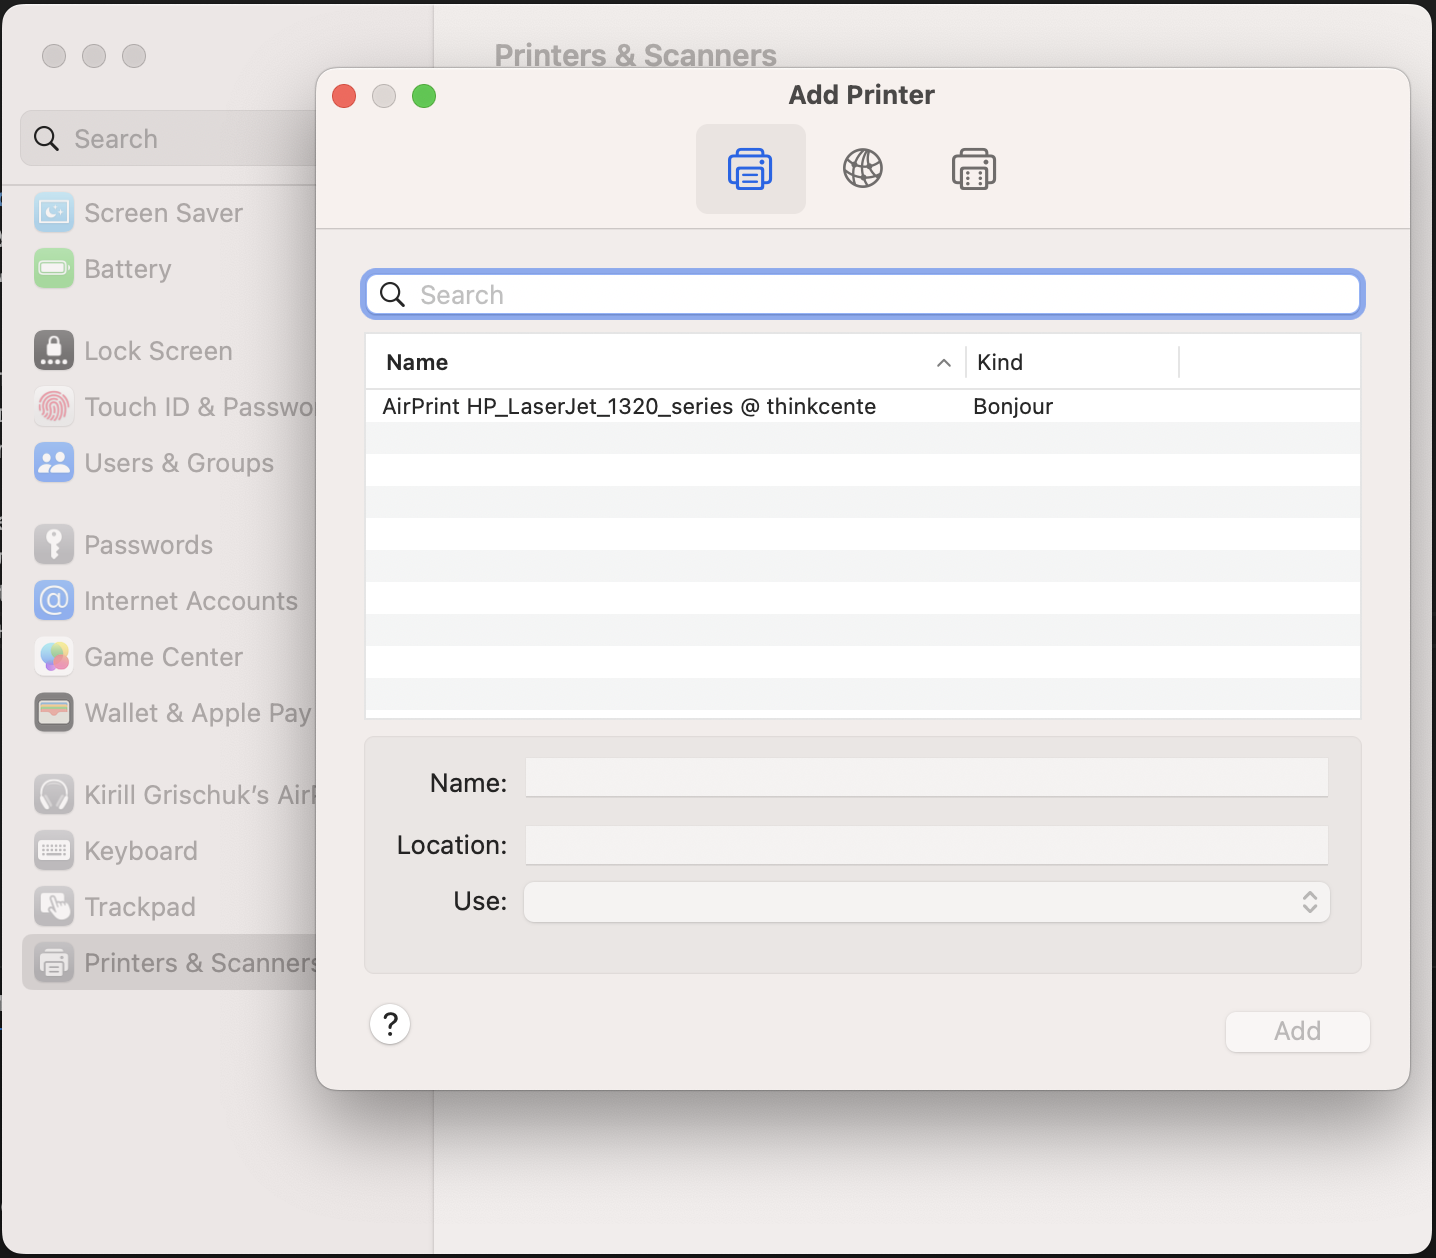 Printers & Scanners
Search
Screen Saver
Battery
Lock Screen
Touch ID & Passwo
Users & Groups
Passwords
@
Internet Accounts
Game Center
Wallet & Apple Pay
Kirill Grischuk’s AirP
Keyboard
Trackpad
Printers & Scanners
Add Printer
Search
Name
Kind
AirPrint HP_LaserJet_1320_series @ thinkcente
Bonjour
Name:
Location:
Use:
?
Add